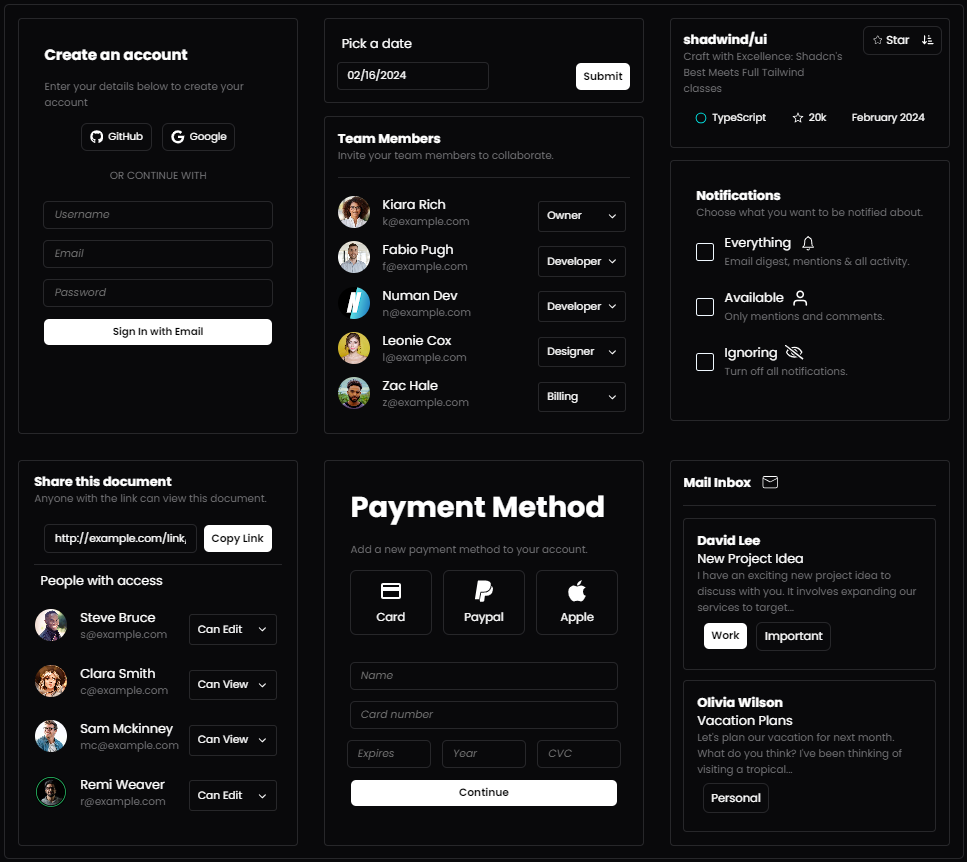 Create an account
Enter your details below to create your
account
GitHub Google
OR CONTINUE WITH
Username
Email
Password
Sign In with Email
Pick a date
02/16/2024
Submit
Team Members
Invite your team members to collaborate.
Kiara Rich
k@example.com
Owner
Fabio Pugh
f@example.com
Developer
Numan Dev
n@example.com
Developer
Leonie Cox
l@example.com
Designer
Zac Hale
z@example.com
Billing
shadwind/ui
Star
Craft with Excellence: Shadcn's
Best Meets Full Tailwind
classes
TypeScript 20k February 2024
Notifications
Choose what you want to be notified about.
Everything
Email digest, mentions & all activity.
Available
Only mentions and comments.
Ignoring
Turn off all notifications.
Share this document
Anyone with the link can view this document.
http://example.com/link,
Copy Link
People with access
Steve Bruce
s@example.com
Can Edit
Clara Smith
c@example.com
Can View
Sam Mckinney
mc@example.com
Can View
Remi Weaver
r@example.com
Can Edit
Payment Method
Add a new payment method to your account.
Card Paypal Apple
Name
Card number
Expires Year CVC
Continue
Mail Inbox
David Lee
New Project Idea
I have an exciting new project idea to
discuss with you. It involves expanding our
services to target...
Work Important
Olivia Wilson
Vacation Plans
Let's plan our vacation for next month.
What do you think? I've been thinking of
visiting a tropical...
Personal